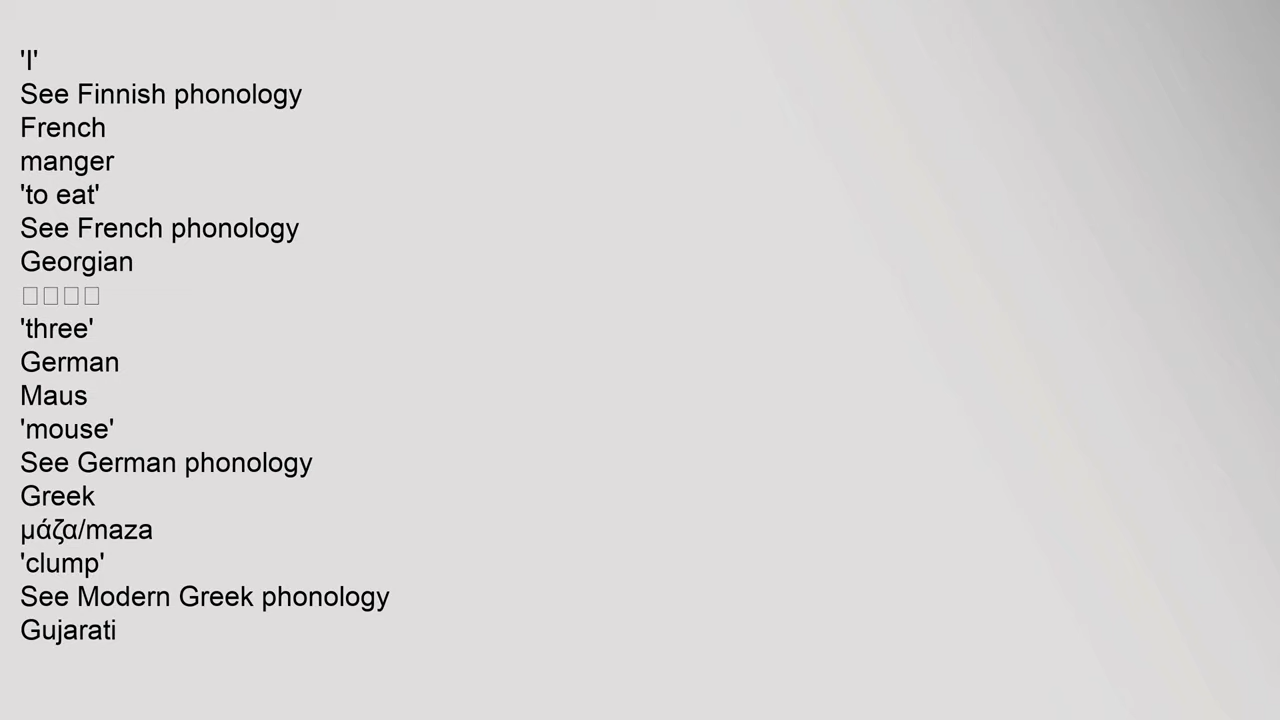 'I'
See Finnish phonology
French
manger
'to eat'
See French phonology
Georgian
'three'
German
Maus
'mouse'
See German phonology
Greek
μάζα/maza
'clump'
See Modern Greek phonology
Gujarati